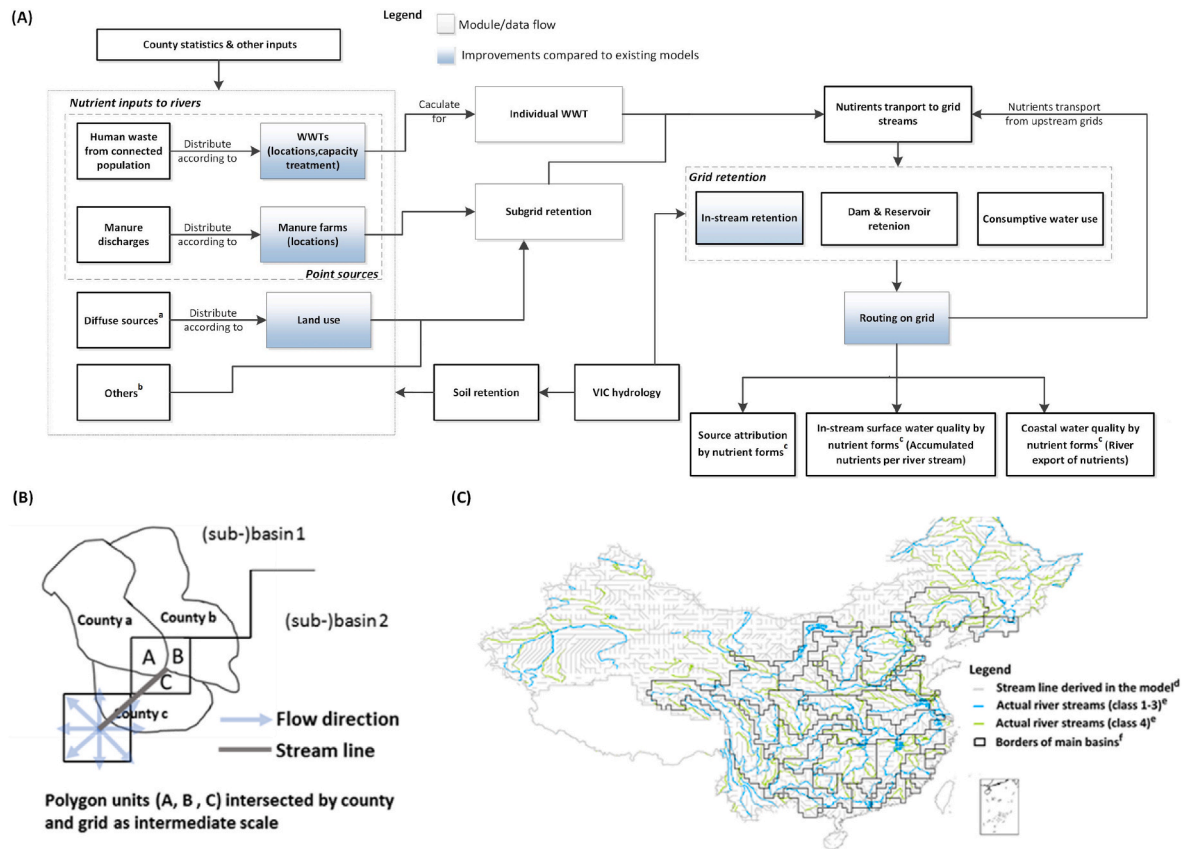 (A)
Legend
Module/data flow
Improvements compared to existing models
County statistics & other inputs
Nutrient inputs to rivers
Human waste
from connected
population
Distribute
according to
WWTs
(locations,capacity
treatment)
Caculate
for
Individual WWT
Nutirents tranport to grid
streams
Nutrients transport
from upstream grids
Manure
discharges
Distribute
according to
Manure farms
(locations)
Point sources
Subgrid retention
Grid retention
In-stream retention
Dam & Reservoir
retenion
Consumptive water use
Diffuse sources a
Distribute
according to
Land use
Routing on grid
Others b
Soil retention
VIC hydrology
Source attribution
by nutrient forms c
In-stream surface water quality by
nutrient forms c (Accumulated
nutrients per river stream)
Coastal water quality by
nutrient forms c (River
export of nutrients)
(B)
(sub-)basin 1
County a
County b
(sub-)basin 2
A
B
C
County c
Flow direction
Stream line
Polygon units (A, B , C) intersected by county
and grid as intermediate scale
(C)
Legend
Stream line derived in the model d
Actual river streams (class 1-3) e
Actual river streams (class 4) e
Borders of main basins f